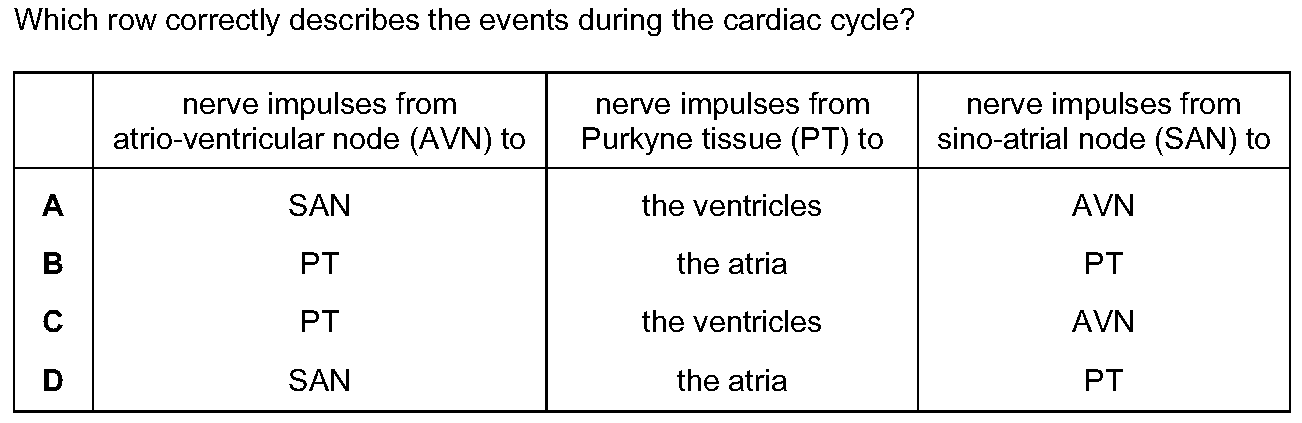 Which row correctly describes the events during the cardiac cycle?
nerve impulses from atrio-ventricular node (AVN) to nerve impulses from Purkyne tissue (PT) to nerve impulses from sino-atrial node (SAN) to
A SAN the ventricles AVN
B PT the atria PT
C PT the ventricles AVN
D SAN the atria PT